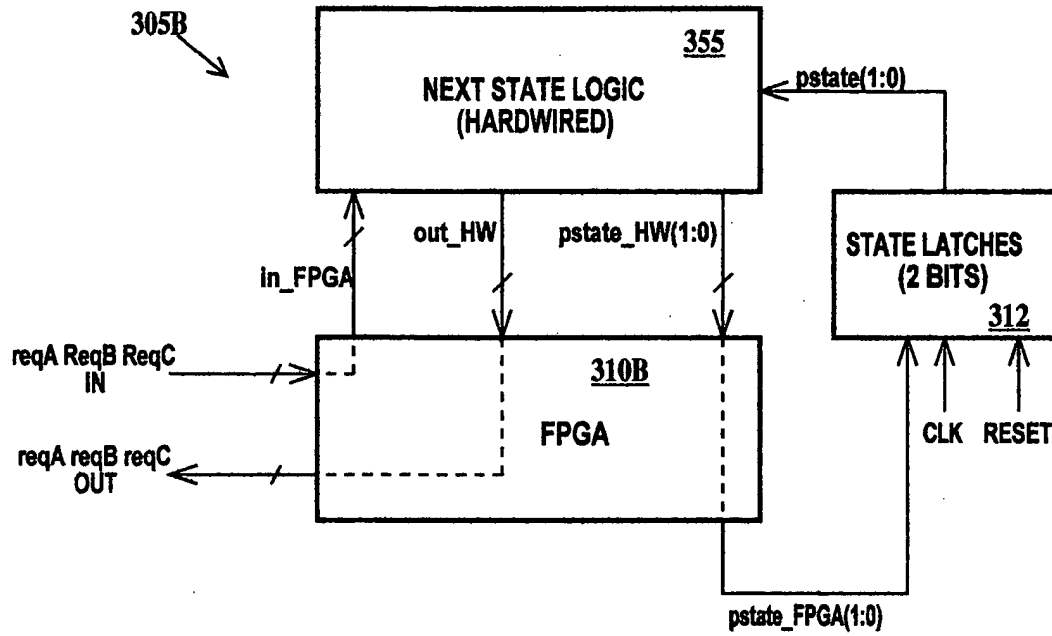 305B
355
NEXT STATE LOGIC
(HARDWIRED)
pstate(1:0)
out_HW
pstate_HW(1:0)
in_FPGA
STATE LATCHES
(2 BITS)
312
reqA ReqB ReqC
IN
310B
FPGA
CLK RESET
reqA reqB reqC
OUT
pstate_FPGA(1:0)